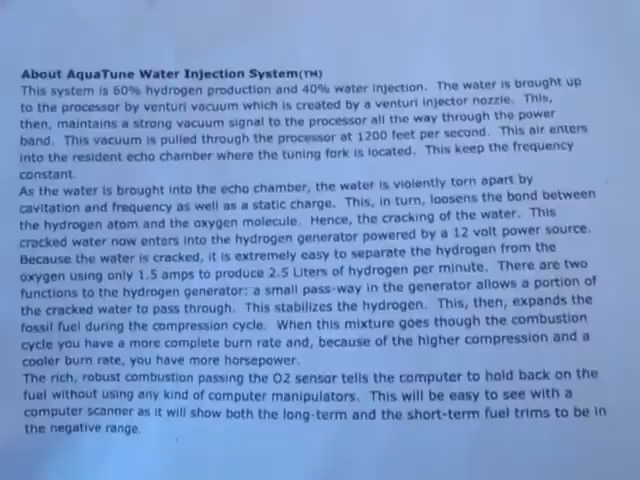 About AquaTune Water Injection System(TM)
This system is 60% hydrogen production and 40% water injection. The water is brought up
to the processor by venturi vacuum which is created by a venturi injector nozzle. This,
then, maintains a strong vacuum signal to the processor all the way through the power
band. This vacuum is pulled through the processor at 1200 feet per second. This air enters
into the resident echo chamber where the tuning fork is located. This keep the frequency
constant.
As the water is brought into the echo chamber, the water is violently torn apart by
cavitation and frequency as well as a static charge. This, in turn, loosens the bond between
the hydrogen atom and the oxygen molecule. Hence, the cracking of the water. This
cracked water now enters into the hydrogen generator powered by a 12 volt power source.
Because the water is cracked, it is extremely easy to separate the hydrogen from the
oxygen using only 1.5 amps to produce 2.5 Liters of hydrogen per minute. There are two
functions to the hydrogen generator: a small pass-way in the generator allows a portion of
the cracked water to pass through. This stabilizes the hydrogen. This, then, expands the
fossil fuel during the compression cycle. When this mixture goes though the combustion
cycle you have a more complete burn rate and, because of the higher compression and a
cooler burn rate, you have more horsepower.
The rich, robust combustion passing the O2 sensor tells the computer to hold back on the
fuel without using any kind of computer manipulators. This will be easy to see with a
computer scanner as it will show both the long-term and the short-term fuel trims to be in
the negative range.